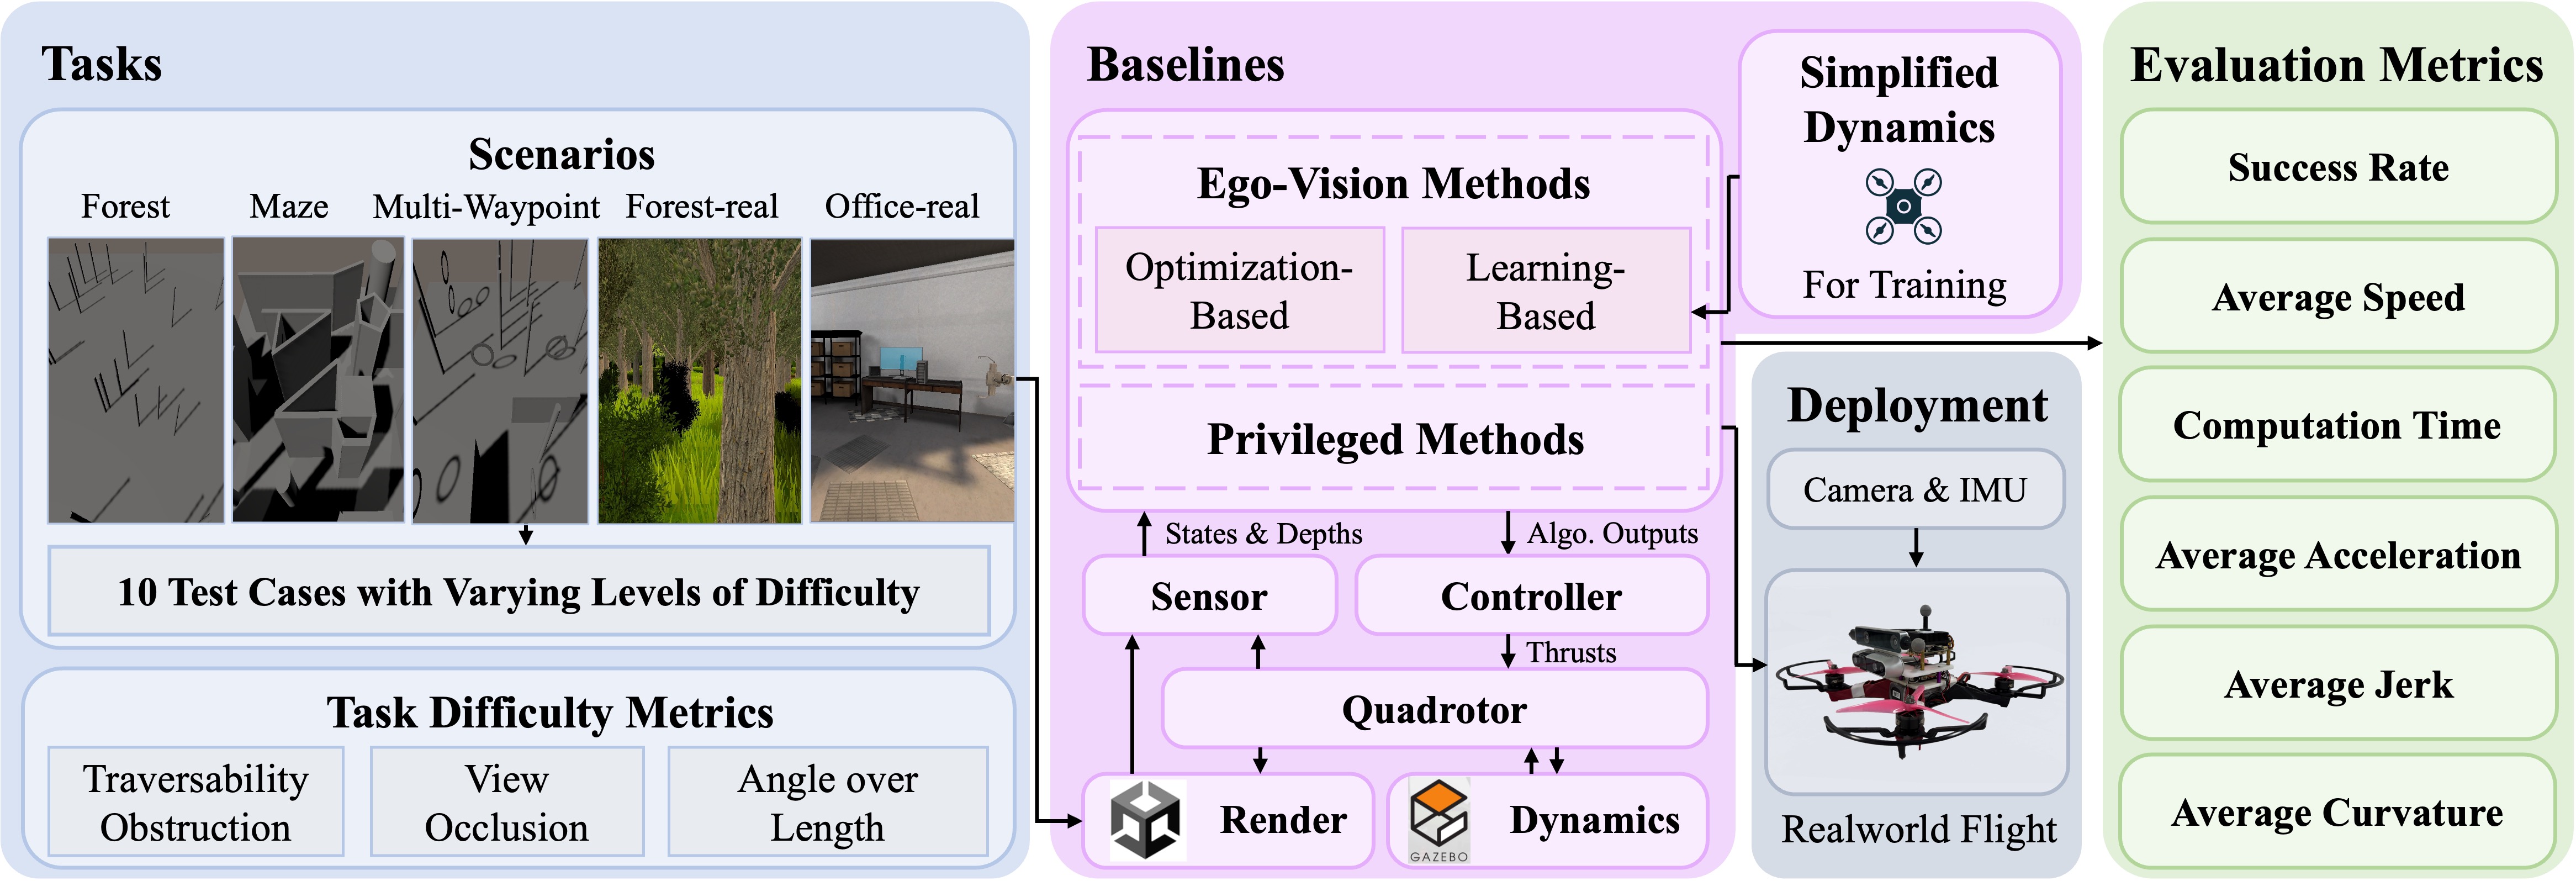 Tasks
Scenarios
Forest
Maze
Multi-Waypoint
Forest-real
Office-real
10 Test Cases with Varying Levels of Difficulty
Task Difficulty Metrics
Traversability
Obstruction
View
Occlusion
Angle over
Length
Baselines
Ego-Vision Methods
Optimization-
Based
Learning-
Based
Privileged Methods
Simplified
Dynamics
For Training
States & Depths
Algo. Outputs
Sensor
Controller
Thrusts
Quadrotor
Render
GAZEBO
Dynamics
Deployment
Camera & IMU
Realworld Flight
Evaluation Metrics
Success Rate
Average Speed
Computation Time
Average Acceleration
Average Jerk
Average Curvature